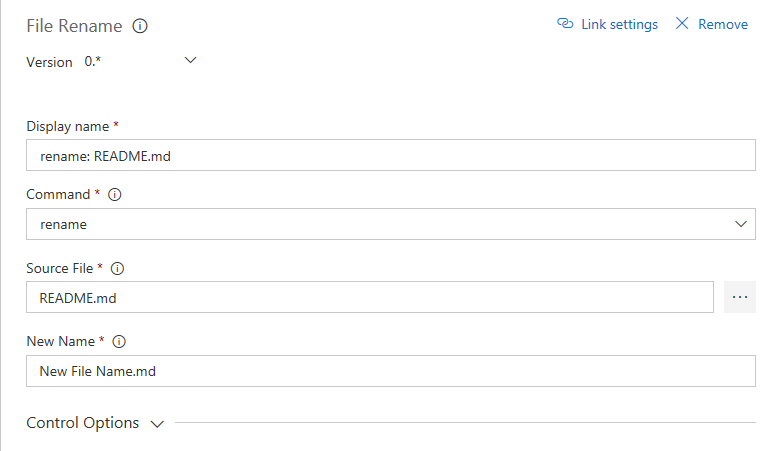 File Rename
Link settings
Remove
Version 0.*
Display name *
rename: README.md
Command *
rename
Source File *
README.md
...
New Name *
New File Name.md
Control Options